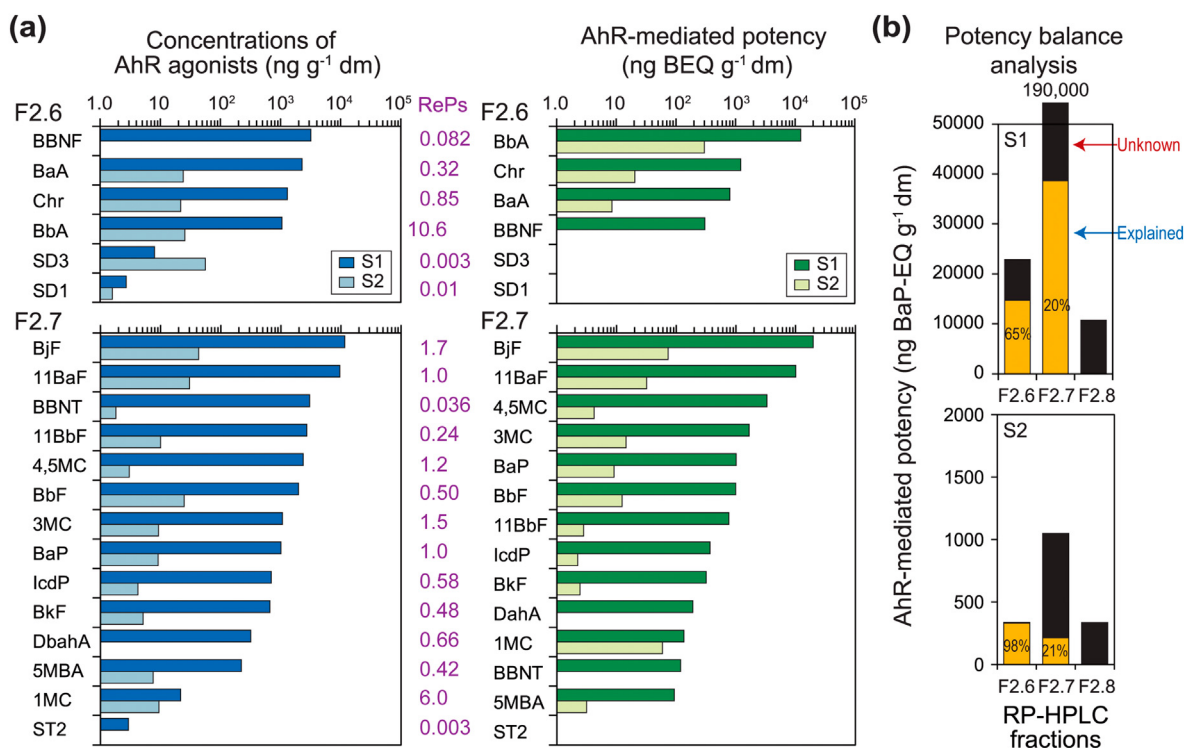 (a)
Concentrations of
AhR agonists (ng g⁻¹ dm)
1.0 10 10² 10³ 10⁴ 10⁵
RePs
F2.6
BBNF 0.082
BaA 0.32
Chr 0.85
BbA 10.6
SD3 0.003
SD1 0.01
S1
S2
F2.7
BjF 1.7
11BaF 1.0
BBNT 0.036
11BbF 0.24
4,5MC 1.2
BbF 0.50
3MC 1.5
BaP 1.0
IcdP 0.58
BkF 0.48
DbahA 0.66
5MBA 0.42
1MC 6.0
ST2 0.003
AhR-mediated potency
(ng BEQ g⁻¹ dm)
1.0 10 10² 10³ 10⁴ 10⁵
F2.6
BbA
Chr
BaA
BBNF
SD3
SD1
S1
S2
F2.7
BjF
11BaF
4,5MC
3MC
BaP
BbF
11BbF
IcdP
BkF
DahA
1MC
BBNT
5MBA
ST2
(b)
Potency balance
analysis
190,000
AhR-mediated potency (ng BaP-EQ g⁻¹ dm)
50000
40000
30000
20000
10000
0
S1
Unknown
Explained
65%
20%
F2.6 F2.7 F2.8
2000
1000
500
0
S2
98%
21%
F2.6 F2.7 F2.8
RP-HPLC
fractions